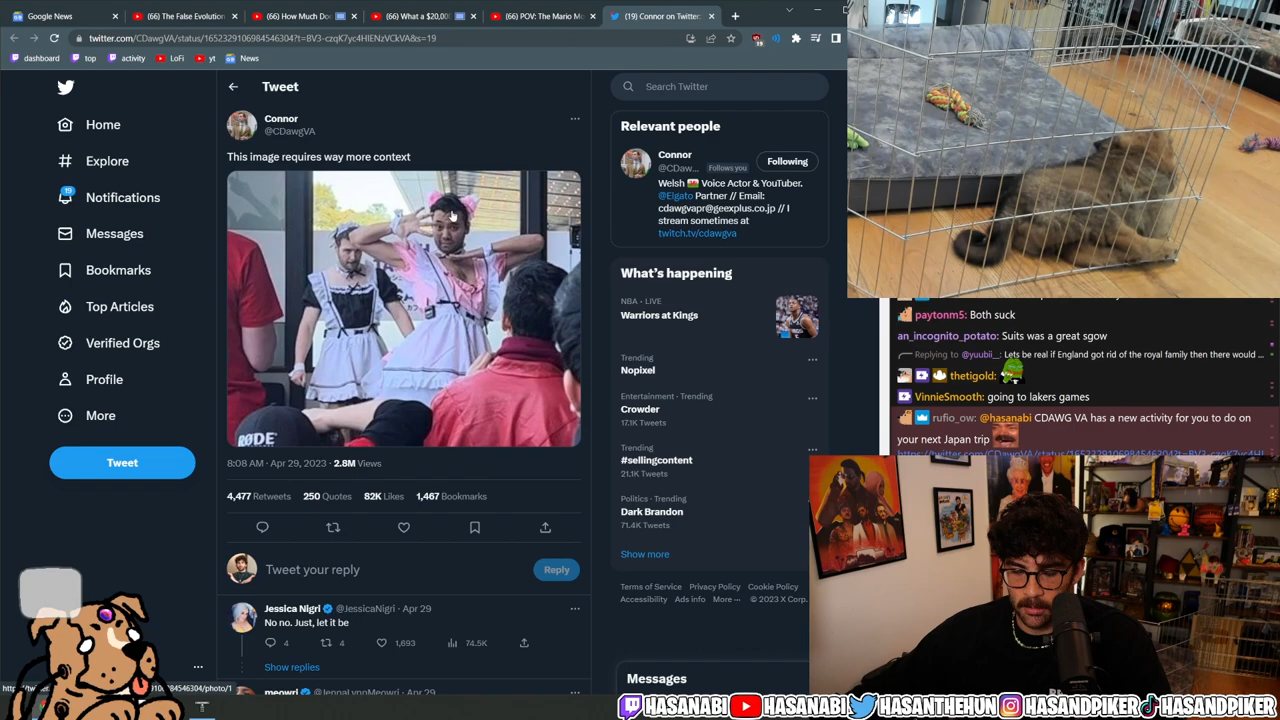 Google News
(66) The False Evolution
(66) How Much Do
(66) What a $20,00
(66) POV: The Mario Mo
(19) Connor on Twitter
twitter.com/CDawgVA/status/1652329106984546304?t=BV3-czqK7yc4HIENzVCkVA&s=19
dashboard
top
activity
LoFi
yt
News
Tweet
Connor
@CDawgVA
This image requires way more context
RØDE
8:08 AM · Apr 29, 2023 · 2.8M Views
4,477 Retweets 250 Quotes 82K Likes 1,467 Bookmarks
Tweet your reply
Reply
Jessica Nigri @JessicaNigri · Apr 29
No no. Just, let it be
4
4
1,693
74.5K
Show replies
meowri @JennaLynnMeowri · Apr 29
Home
Explore
19
Notifications
Messages
Bookmarks
Top Articles
Verified Orgs
Profile
More
Tweet
Search Twitter
Relevant people
Connor
@CDaw...
Follows you
Following
Welsh Voice Actor & YouTuber.
@Elgato Partner // Email:
cdawgvapr@geexplus.co.jp // I
stream sometimes at
twitch.tv/cdawgva
What's happening
NBA · LIVE
Warriors at Kings
Trending
Nopixel
Entertainment · Trending
Crowder
17.1K Tweets
Trending
#sellingcontent
21.1K Tweets
Politics · Trending
Dark Brandon
71.4K Tweets
Show more
Terms of Service Privacy Policy Cookie Policy
Accessibility Ads info More ··· © 2023 X Corp.
Messages
paytonm5: Both suck
an_incognito_potato: Suits was a great sgow
Replying to @yuubii_: Lets be real if England got rid of the royal family then there would ...
thetigold:
VinnieSmooth: going to lakers games
rufio_ow: @hasanabi CDAWG VA has a new activity for you to do on
your next Japan trip
HASANABI
HASANABI
HASANTHEHUN
HASANDPIKER
HASANDPIKER